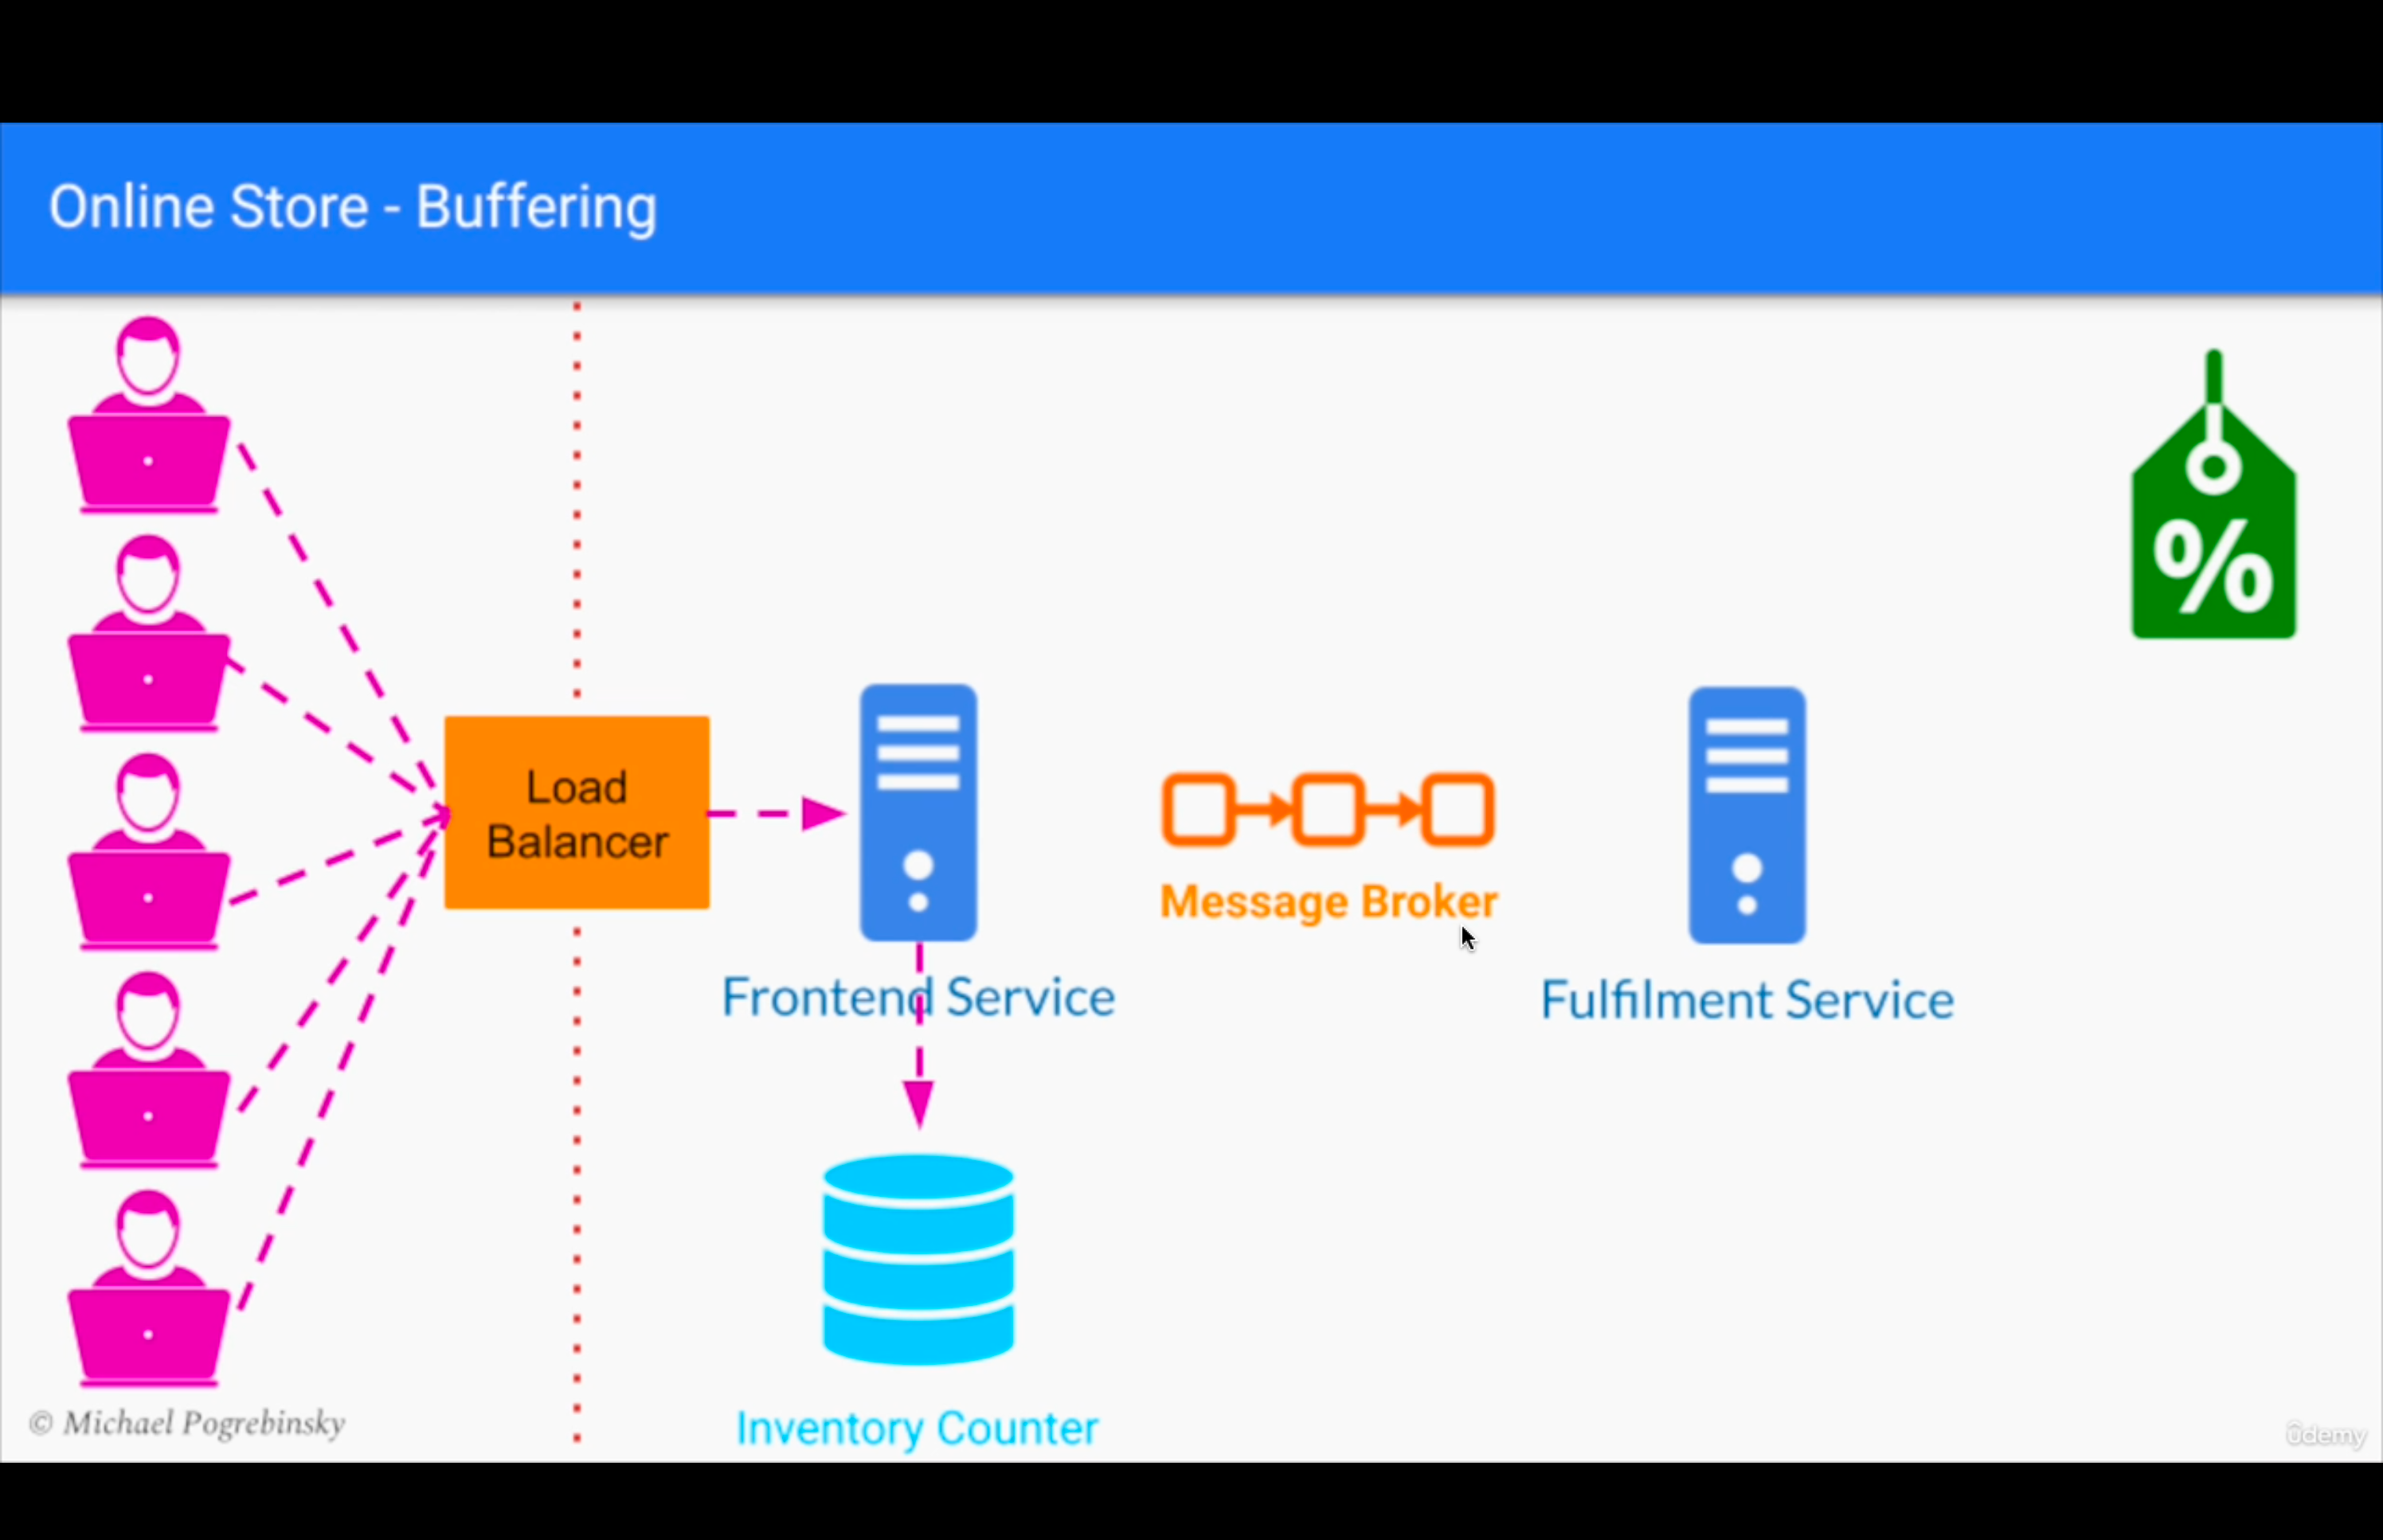 Online Store - Buffering
%
Load
Balancer
Message Broker
Frontend Service
Fulfilment Service
Inventory Counter
© Michael Pogrebinsky
ûdemy